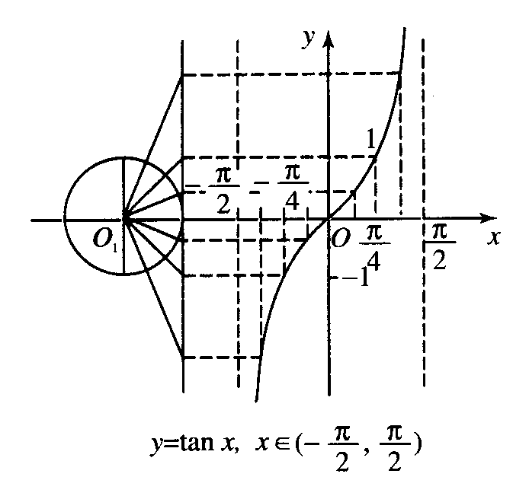 y
1
-π/2 -π/4
O₁ O π/4 π/2 x
-1
y=tan x, x∈(-π/2, π/2)